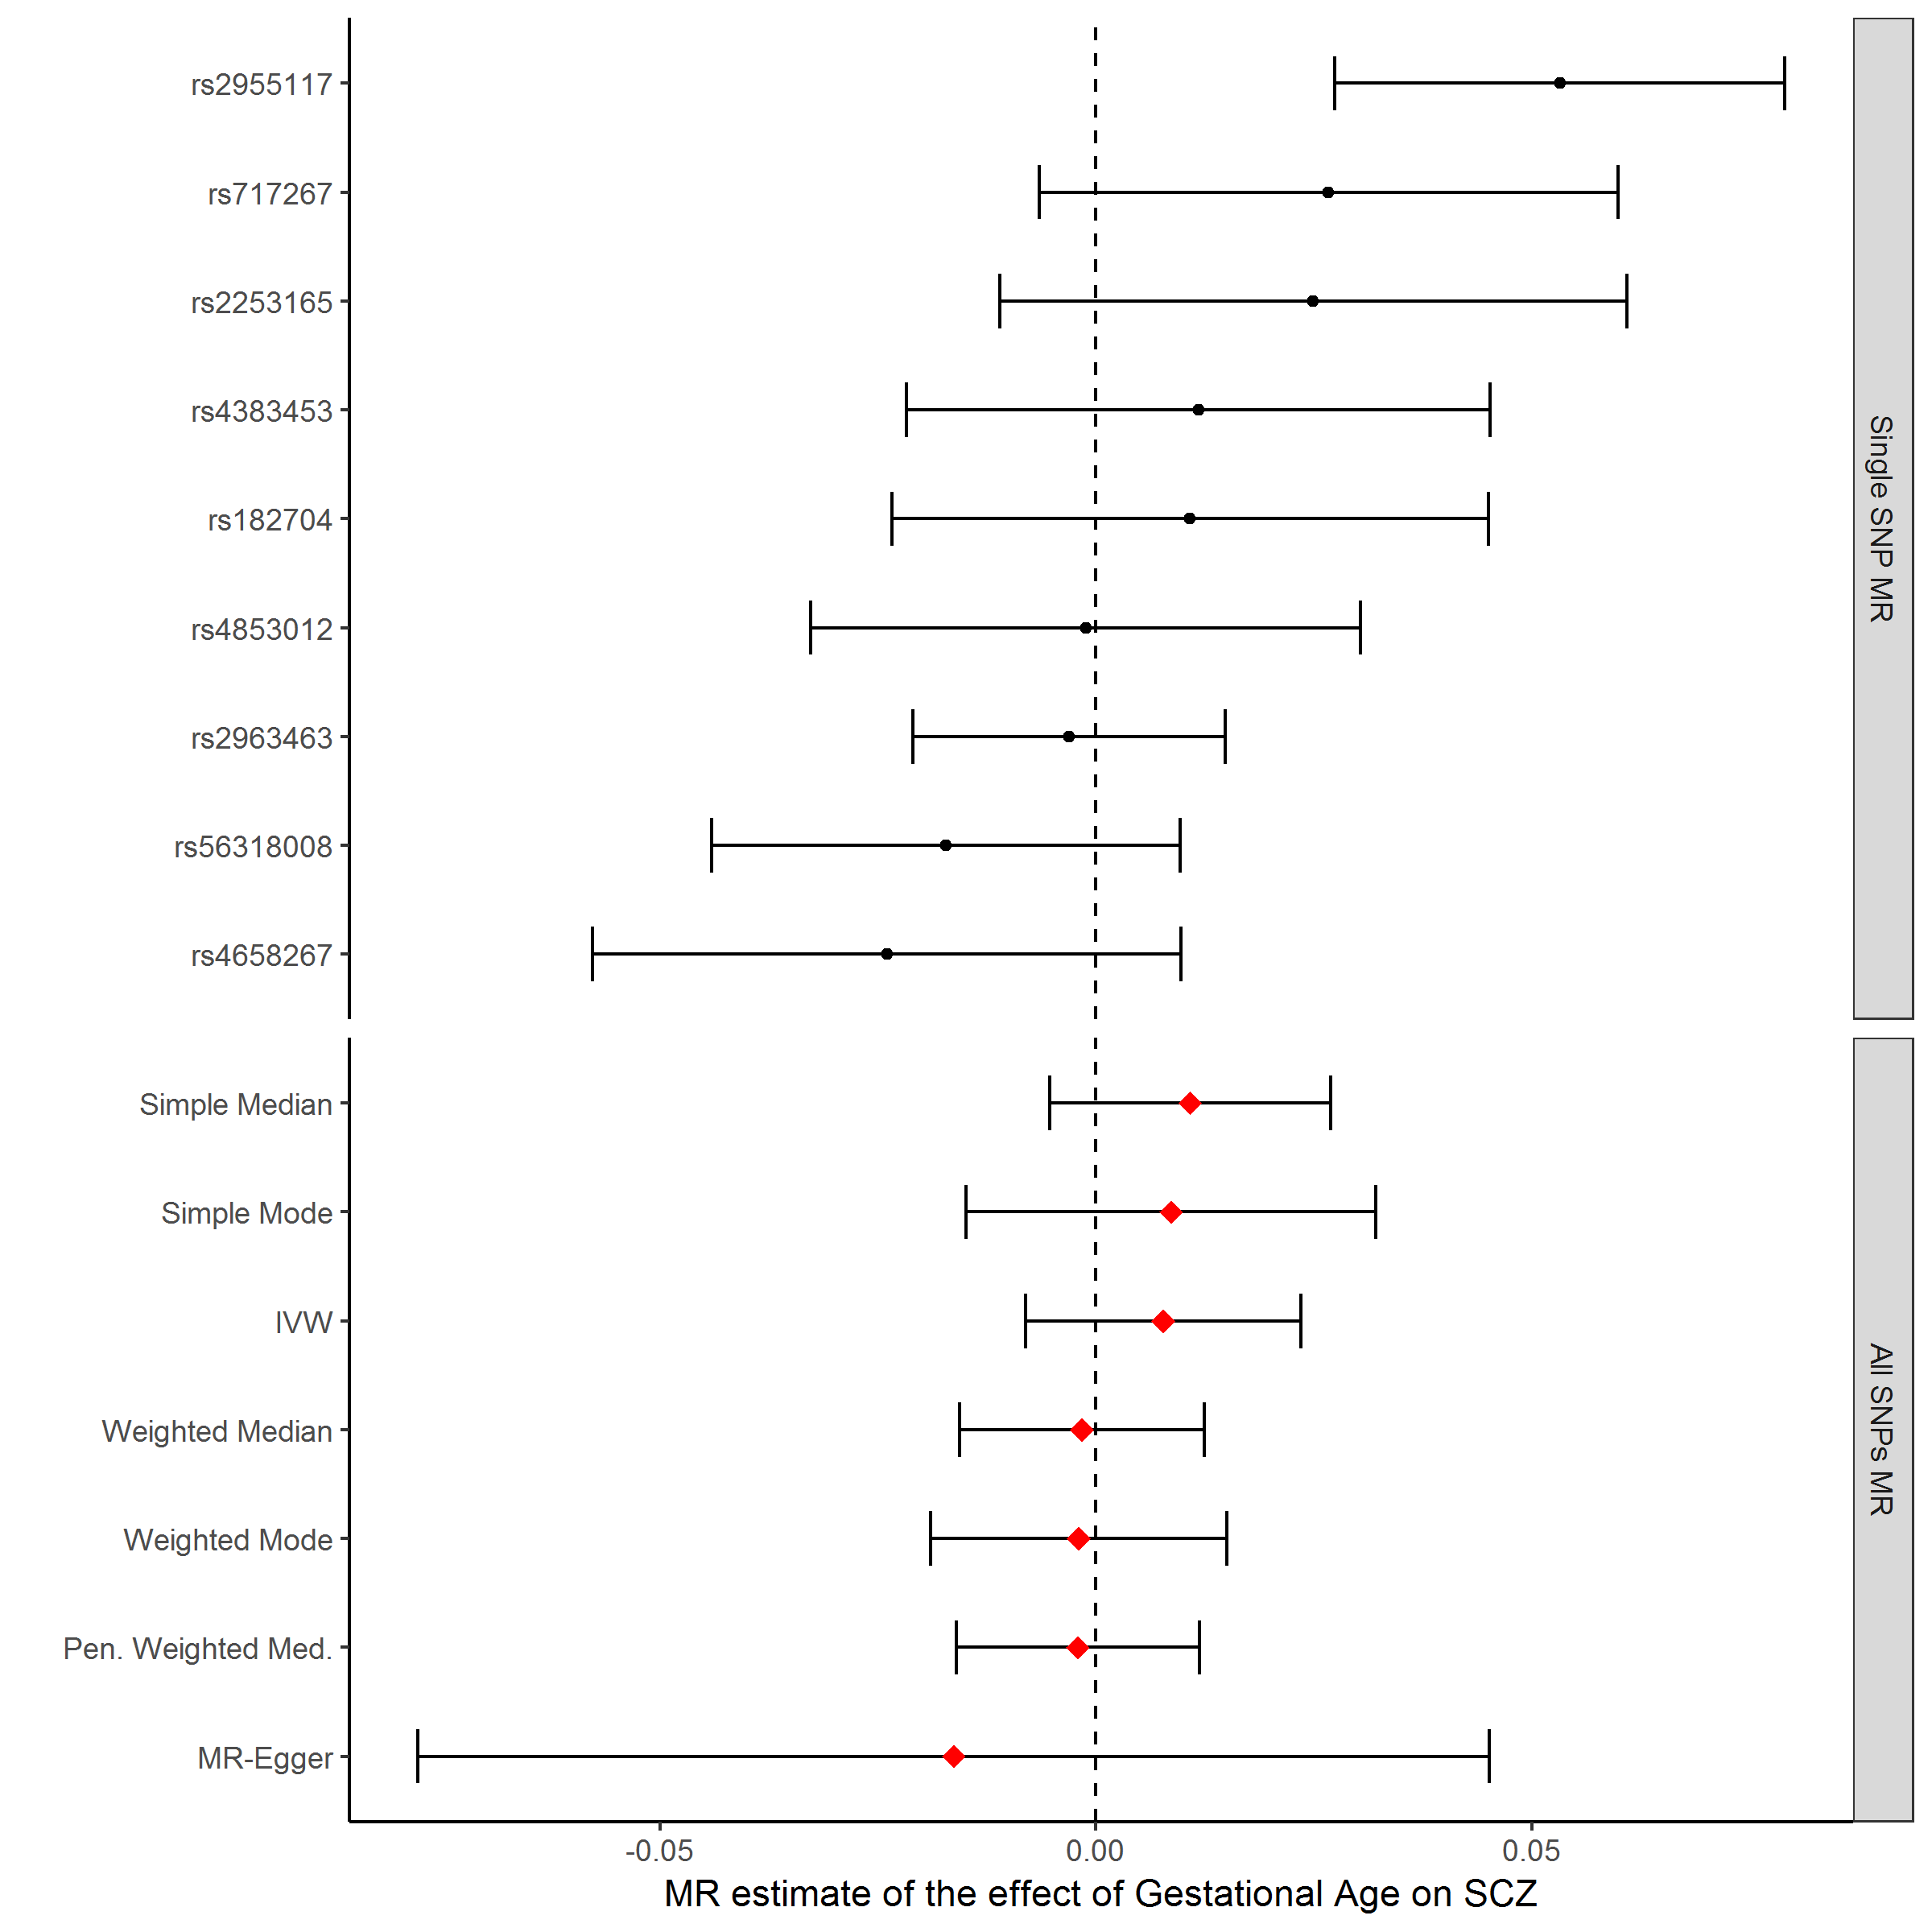 rs2955117
rs717267
rs2253165
rs4383453
rs182704
rs4853012
rs2963463
rs56318008
rs4658267
Single SNP MR
Simple Median
Simple Mode
IVW
Weighted Median
Weighted Mode
Pen. Weighted Med.
MR-Egger
All SNPs MR
-0.05 0.00 0.05
MR estimate of the effect of Gestational Age on SCZ